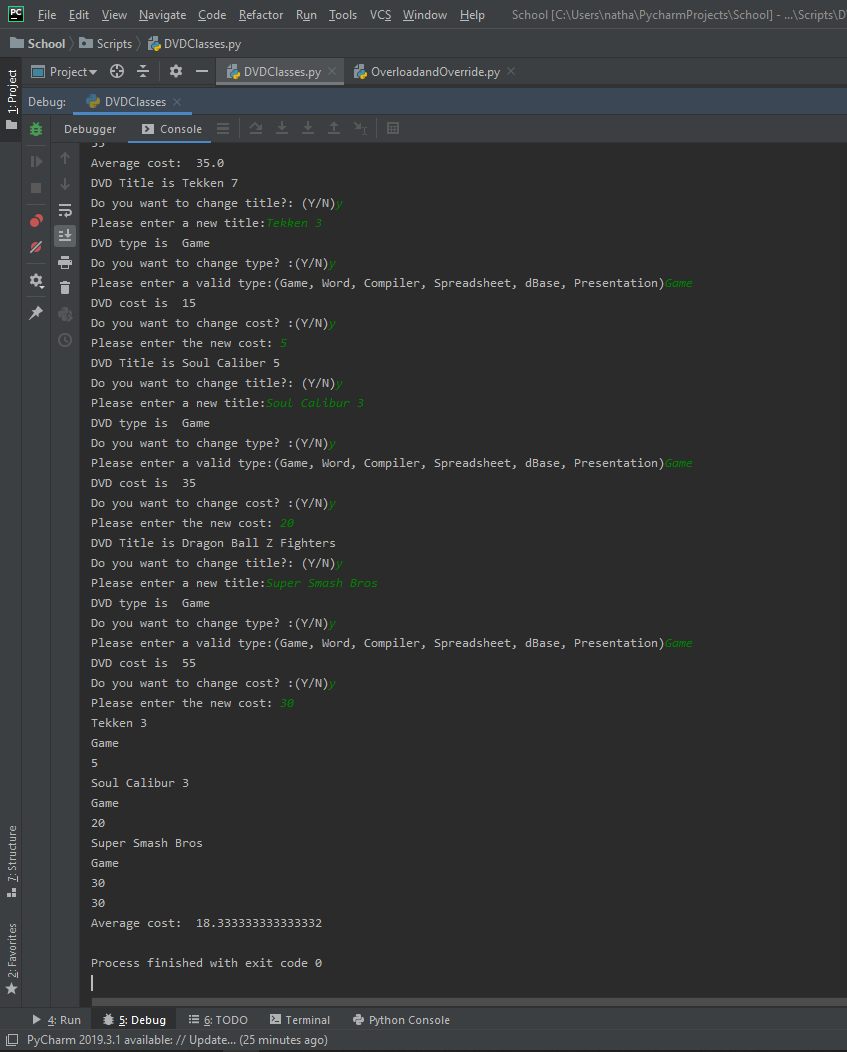 PC File Edit View Navigate Code Refactor Run Tools VCS Window Help School [C:\Users\natha\PycharmProjects\School] - ...\Scripts\D
School Scripts DVDClasses.py
1: Project
Project DVDClasses.py OverloadandOverride.py
Debug: DVDClasses
Debugger Console
Average cost:  35.0
DVD Title is Tekken 7
Do you want to change title?: (Y/N)y
Please enter a new title:Tekken 3
DVD type is  Game
Do you want to change type? :(Y/N)y
Please enter a valid type:(Game, Word, Compiler, Spreadsheet, dBase, Presentation)Game
DVD cost is  15
Do you want to change cost? :(Y/N)y
Please enter the new cost: 5
DVD Title is Soul Caliber 5
Do you want to change title?: (Y/N)y
Please enter a new title:Soul Calibur 3
DVD type is  Game
Do you want to change type? :(Y/N)y
Please enter a valid type:(Game, Word, Compiler, Spreadsheet, dBase, Presentation)Game
DVD cost is  35
Do you want to change cost? :(Y/N)y
Please enter the new cost: 20
DVD Title is Dragon Ball Z Fighters
Do you want to change title?: (Y/N)y
Please enter a new title:Super Smash Bros
DVD type is  Game
Do you want to change type? :(Y/N)y
Please enter a valid type:(Game, Word, Compiler, Spreadsheet, dBase, Presentation)Game
DVD cost is  55
Do you want to change cost? :(Y/N)y
Please enter the new cost: 30
Tekken 3
Game
5
Soul Calibur 3
Game
20
Super Smash Bros
Game
30
30
Average cost:  18.333333333333332
Process finished with exit code 0
7: Structure
2: Favorites
4: Run 5: Debug 6: TODO Terminal Python Console
PyCharm 2019.3.1 available: // Update... (25 minutes ago)